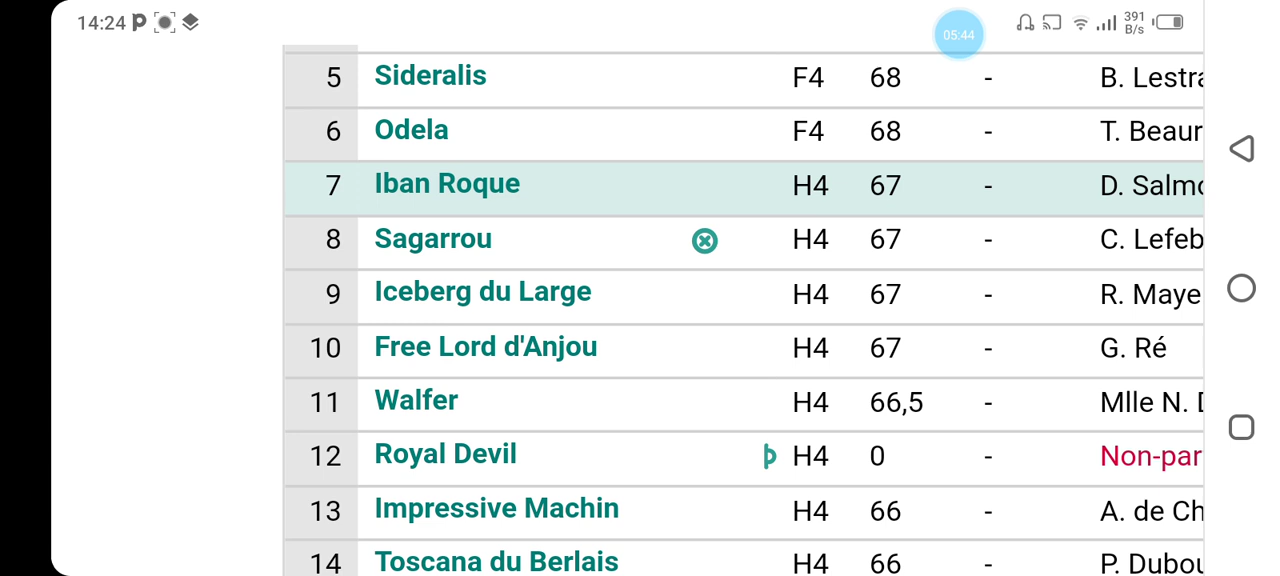 14:24 391 B/s
05:44
5 Sideralis F4 68 - B. Lestra
6 Odela F4 68 - T. Beaur
7 Iban Roque H4 67 - D. Salmo
8 Sagarrou H4 67 - C. Lefeb
9 Iceberg du Large H4 67 - R. Maye
10 Free Lord d'Anjou H4 67 - G. Ré
11 Walfer H4 66,5 - Mlle N.
12 Royal Devil H4 0 - Non-par
13 Impressive Machin H4 66 - A. de Ch
14 Toscana du Berlais H4 66 - P. Dubou